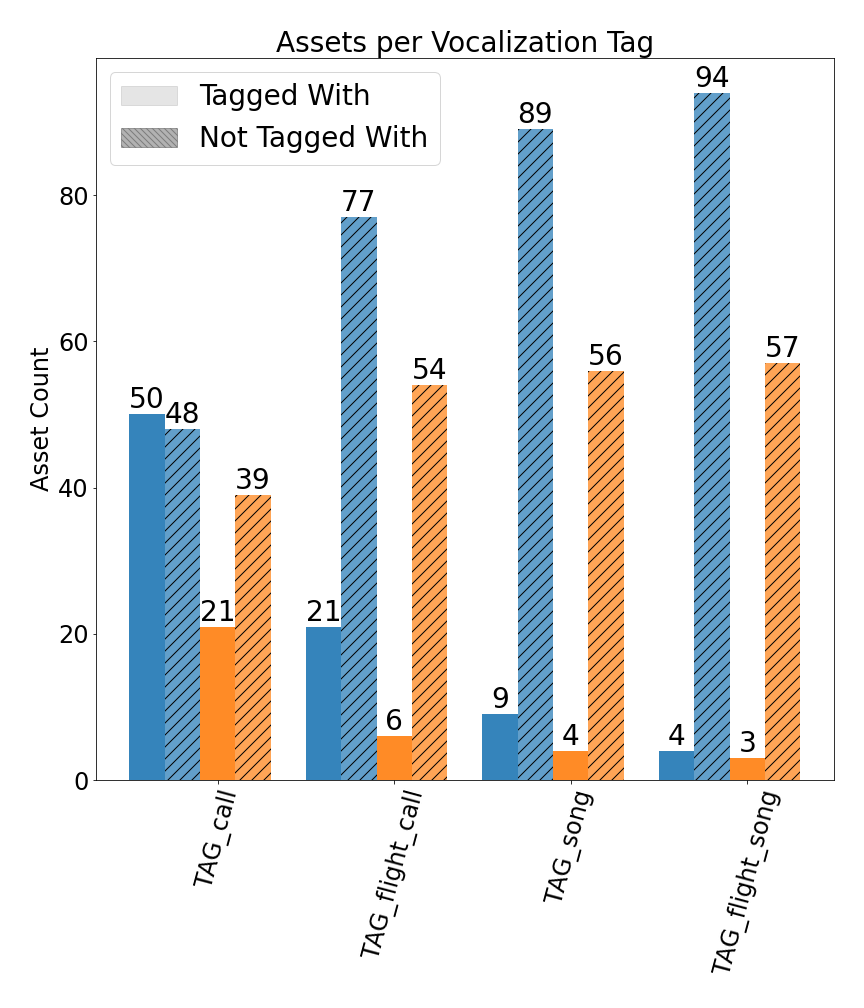 Assets per Vocalization Tag
Tagged With
Not Tagged With
Asset Count
80
60
40
20
0
50
48
21
39
21
77
6
54
9
89
4
56
4
94
3
57
TAG_call
TAG_flight_call
TAG_song
TAG_flight_song